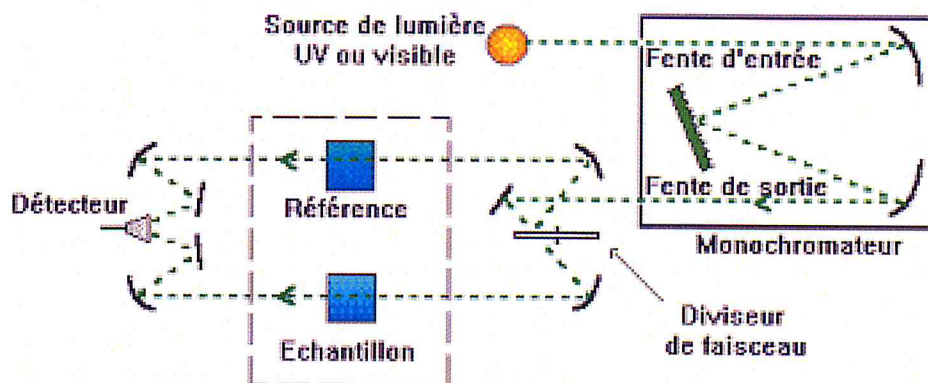 Source de lumière
UV ou visible
Fente d'entrée
Fente de sortie
Monochromateur
Détecteur
Référence
Echantillon
Diviseur
de faisceau